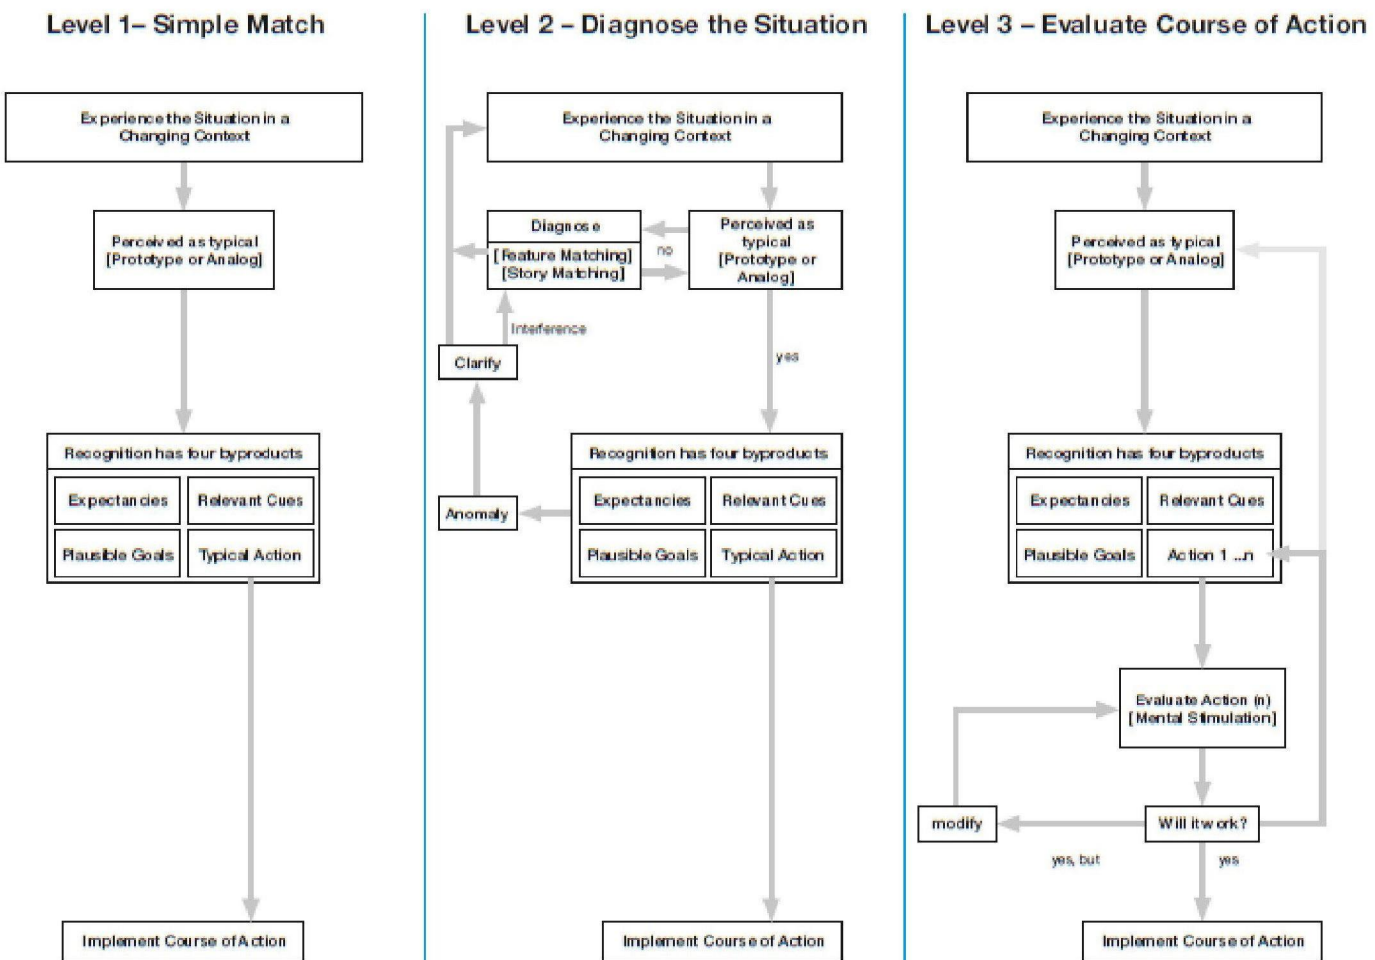 Level 1– Simple Match
Experience the Situation in a
Changing Context
Perceived as typical
[Prototype or Analog]
Recognition has four byproducts
Expectancies
Relevant Cues
Plausible Goals
Typical Action
Implement Course of Action
Level 2 – Diagnose the Situation
Experience the Situation in a
Changing Context
Diagnose
[Feature Matching]
[Story Matching]
no
Perceived as
typical
[Prototype or
Analog]
Interference
Clarify
yes
Anomaly
Recognition has four byproducts
Expectancies
Relevant Cues
Plausible Goals
Typical Action
Implement Course of Action
Level 3 – Evaluate Course of Action
Experience the Situation in a
Changing Context
Perceived as typical
[Prototype or Analog]
Recognition has four byproducts
Expectancies
Relevant Cues
Plausible Goals
Action 1 ...n
Evaluate Action (n)
[Mental Stimulation]
modify
Will it work?
yes, but
yes
Implement Course of Action